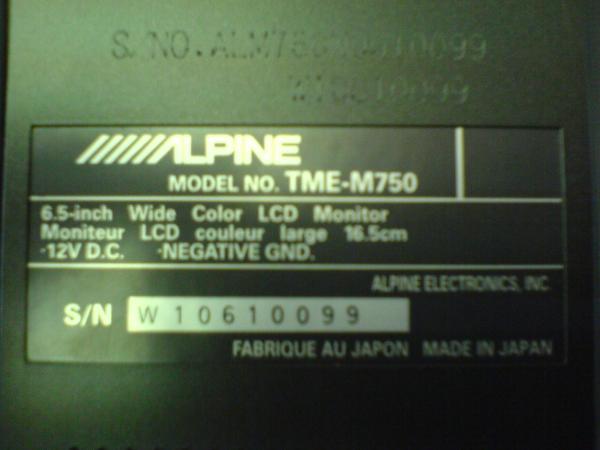 S/NO.
ALPINE
MODEL NO. TME-M750
6.5-inch Wide Color LCD Monitor
Moniteur LCD couleur large 16.5cm
·12V D.C. ·NEGATIVE GND.
ALPINE ELECTRONICS, INC.
S/N W10610099
FABRIQUE AU JAPON MADE IN JAPAN